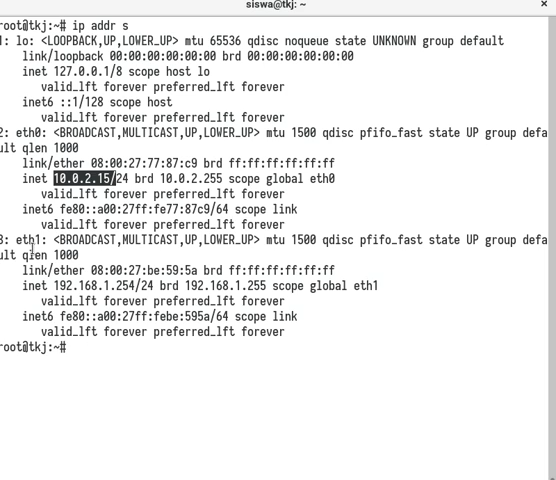 siswa@tkj: ~
root@tkj:~# ip addr s
1: lo: <LOOPBACK,UP,LOWER_UP> mtu 65536 qdisc noqueue state UNKNOWN group default
link/loopback 00:00:00:00:00:00 brd 00:00:00:00:00:00
inet 127.0.0.1/8 scope host lo
valid_lft forever preferred_lft forever
inet6 ::1/128 scope host
valid_lft forever preferred_lft forever
2: eth0: <BROADCAST,MULTICAST,UP,LOWER_UP> mtu 1500 qdisc pfifo_fast state UP group defa
ult qlen 1000
link/ether 08:00:27:77:87:c9 brd ff:ff:ff:ff:ff:ff
inet 10.0.2.15/24 brd 10.0.2.255 scope global eth0
valid_lft forever preferred_lft forever
inet6 fe80::a00:27ff:fe77:87c9/64 scope link
valid_lft forever preferred_lft forever
3: eth1: <BROADCAST,MULTICAST,UP,LOWER_UP> mtu 1500 qdisc pfifo_fast state UP group defa
ult qlen 1000
link/ether 08:00:27:be:59:5a brd ff:ff:ff:ff:ff:ff
inet 192.168.1.254/24 brd 192.168.1.255 scope global eth1
valid_lft forever preferred_lft forever
inet6 fe80::a00:27ff:febe:595a/64 scope link
valid_lft forever preferred_lft forever
root@tkj:~#